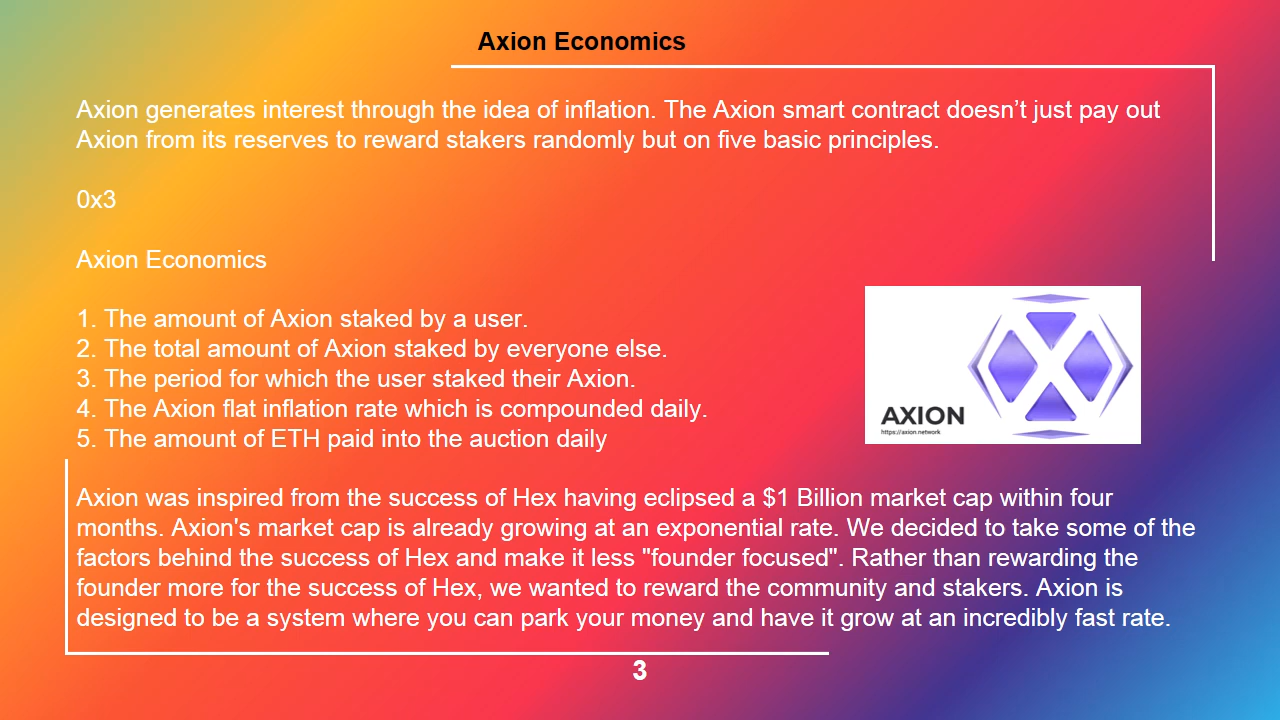 Axion Economics
Axion generates interest through the idea of inflation. The Axion smart contract doesn’t just pay out
Axion from its reserves to reward stakers randomly but on five basic principles.
0x3
Axion Economics
1. The amount of Axion staked by a user.
2. The total amount of Axion staked by everyone else.
3. The period for which the user staked their Axion.
4. The Axion flat inflation rate which is compounded daily.
5. The amount of ETH paid into the auction daily
AXION
https://axion.network
Axion was inspired from the success of Hex having eclipsed a $1 Billion market cap within four
months. Axion's market cap is already growing at an exponential rate. We decided to take some of the
factors behind the success of Hex and make it less "founder focused". Rather than rewarding the
founder more for the success of Hex, we wanted to reward the community and stakers. Axion is
designed to be a system where you can park your money and have it grow at an incredibly fast rate.
3